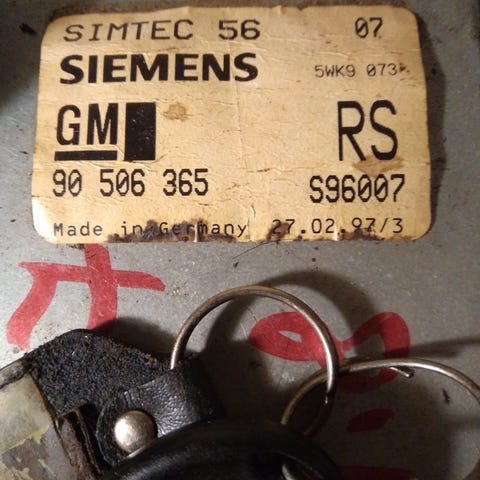 SIMTEC 56 07
SIEMENS 5WK9 073
GM RS
90 506 365 S96007
Made in Germany 27.02.97/3